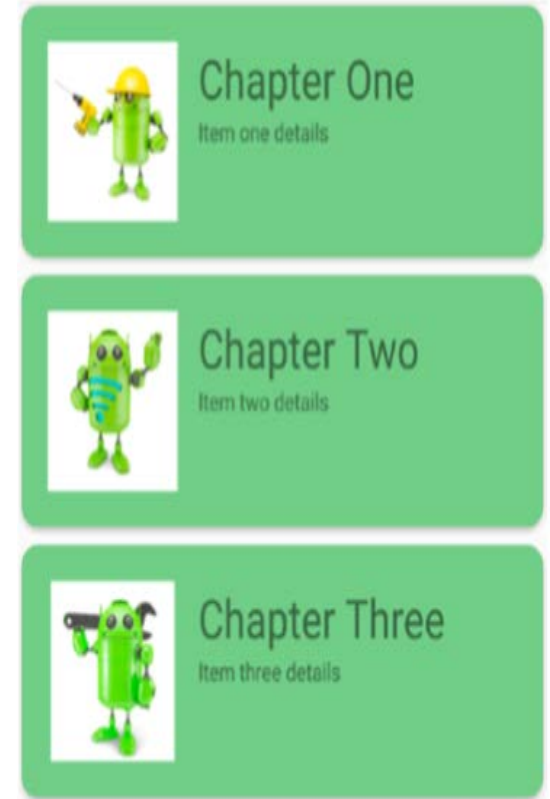 Chapter One
Item one details
Chapter Two
Item two details
Chapter Three
Item three details